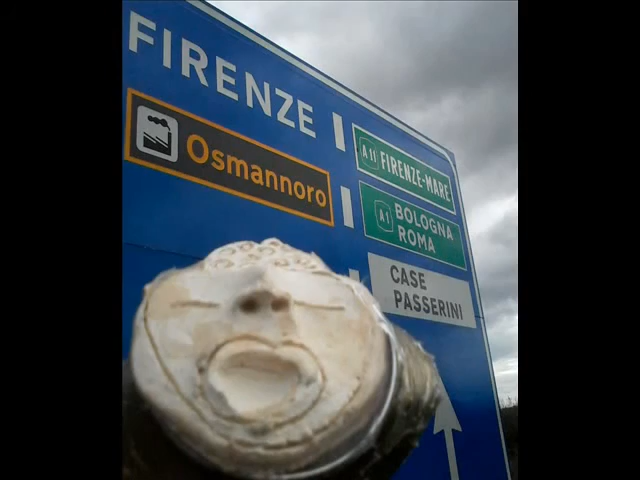 FIRENZE
Osmannoro
A11 FIRENZE-MARE
A1 BOLOGNA
ROMA
CASE
PASSERINI